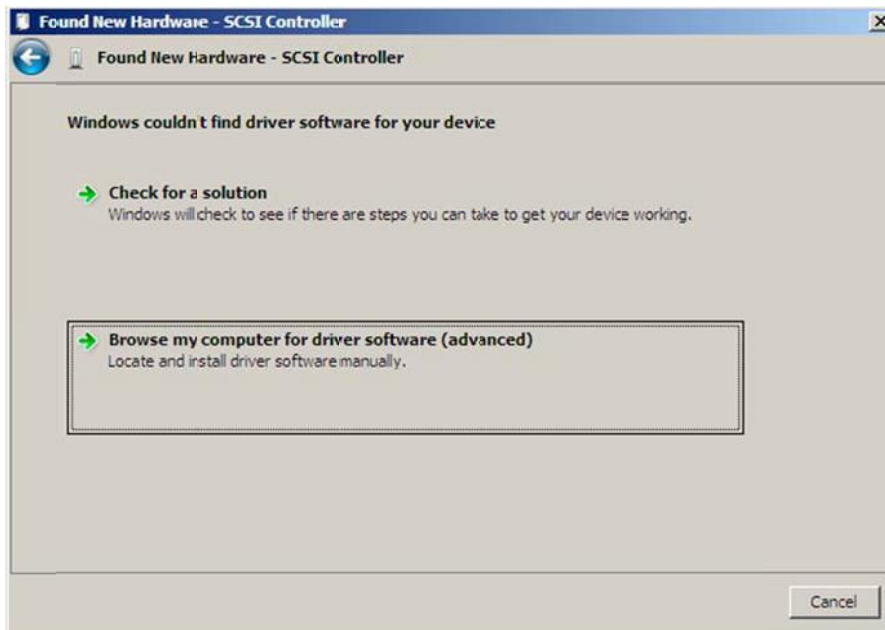 Found New Hardware - SCSI Controller
Found New Hardware - SCSI Controller
Windows couldn't find driver software for your device
Check for a solution
Windows will check to see if there are steps you can take to get your device working.
Browse my computer for driver software (advanced)
Locate and install driver software manually.
Cancel